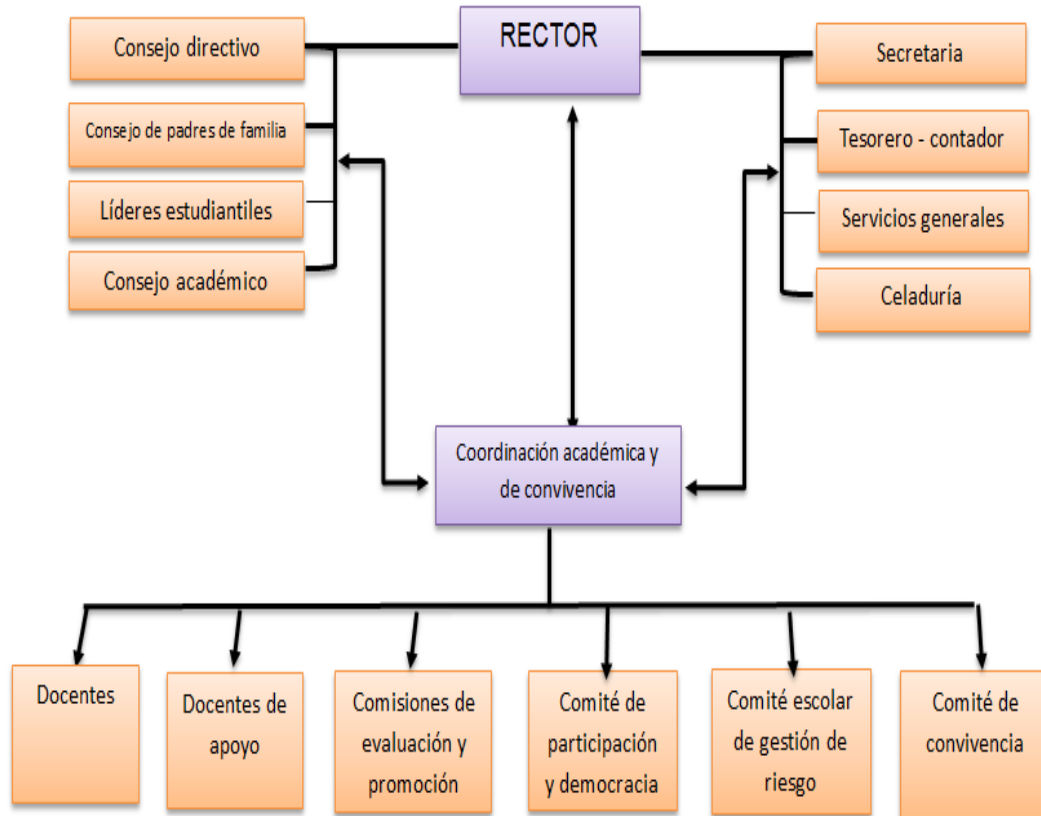 RECTOR
Consejo directivo
Consejo de padres de familia
Líderes estudiantiles
Consejo académico
Secretaria
Tesorero - contador
Servicios generales
Celaduría
Coordinación académica y
de convivencia
Docentes
Docentes de
apoyo
Comisiones de
evaluación y
promoción
Comité de
participación
y democracia
Comité escolar
de gestión de
riesgo
Comité de
convivencia